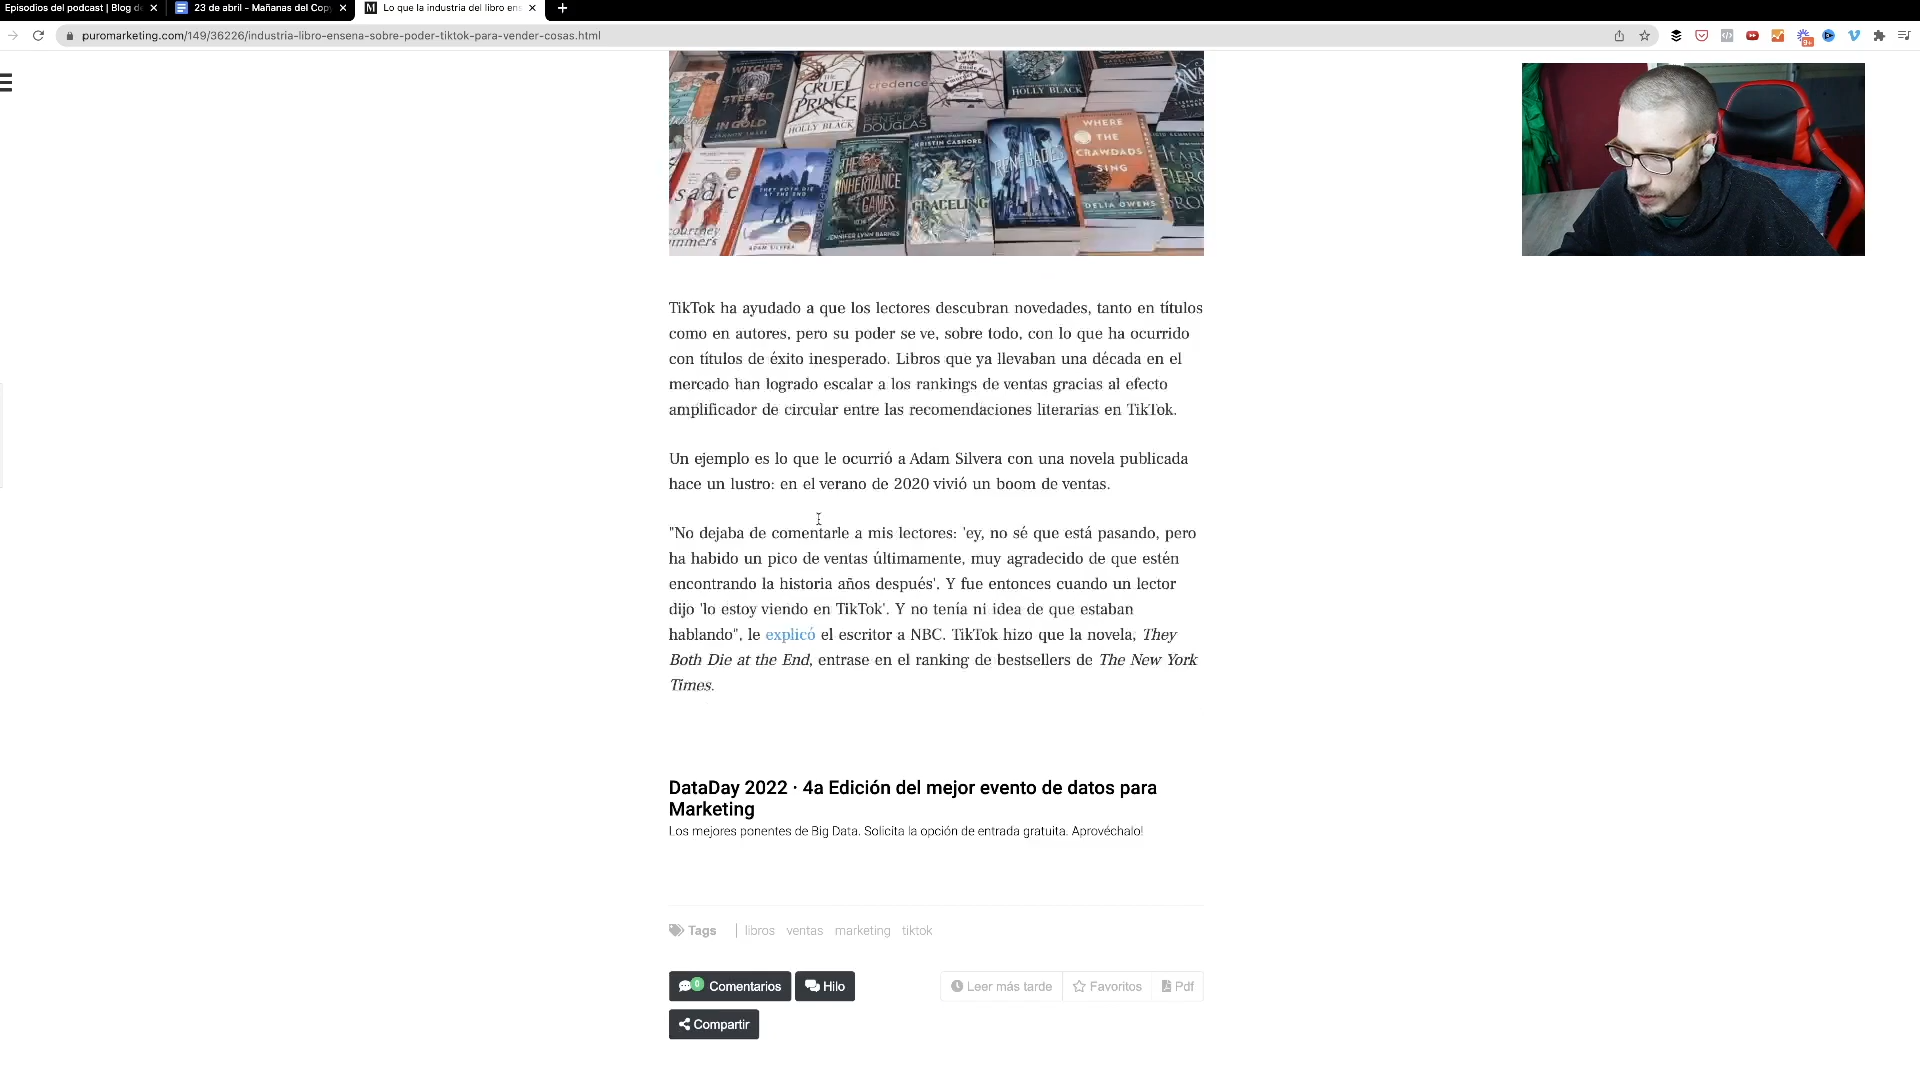 Episodios del podcast | Blog de
23 de abril - Mañanas del Cop
Lo que la industria del libro ens
puromarketing.com/149/36226/industria-libro-ensena-sobre-poder-tiktok-para-vender-cosas.html
9+
WITCHES
STEEPED
IN GOLD
THE
CRUEL
PRINCE
HOLLY BLACK
credence
PENELOPE
DOUGLAS
HOLLY BLACK
sadie
courtney
summers
THEY BOTH DIE
AT THE END
ADAM SILVERA
THE
INHERITANCE
GAMES
JENNIFER LYNN BARNES
KRISTIN CASHORE
GRACELING
RENEGADES
WHERE
THE
CRAWDADS
SING
DELIA OWENS
TikTok ha ayudado a que los lectores descubran novedades, tanto en títulos
como en autores, pero su poder se ve, sobre todo, con lo que ha ocurrido
con títulos de éxito inesperado. Libros que ya llevaban una década en el
mercado han logrado escalar a los rankings de ventas gracias al efecto
amplificador de circular entre las recomendaciones literarias en TikTok.
Un ejemplo es lo que le ocurrió a Adam Silvera con una novela publicada
hace un lustro: en el verano de 2020 vivió un boom de ventas.
"No dejaba de comentarle a mis lectores: 'ey, no sé que está pasando, pero
ha habido un pico de ventas últimamente, muy agradecido de que estén
encontrando la historia años después'. Y fue entonces cuando un lector
dijo 'lo estoy viendo en TikTok'. Y no tenía ni idea de que estaban
hablando", le explicó el escritor a NBC. TikTok hizo que la novela, They
Both Die at the End, entrase en el ranking de bestsellers de The New York
Times.
DataDay 2022 · 4a Edición del mejor evento de datos para
Marketing
Los mejores ponentes de Big Data. Solicita la opción de entrada gratuita. Aprovéchalo!
Tags | libros ventas marketing tiktok
0 Comentarios Hilo Leer más tarde Favoritos Pdf
Compartir